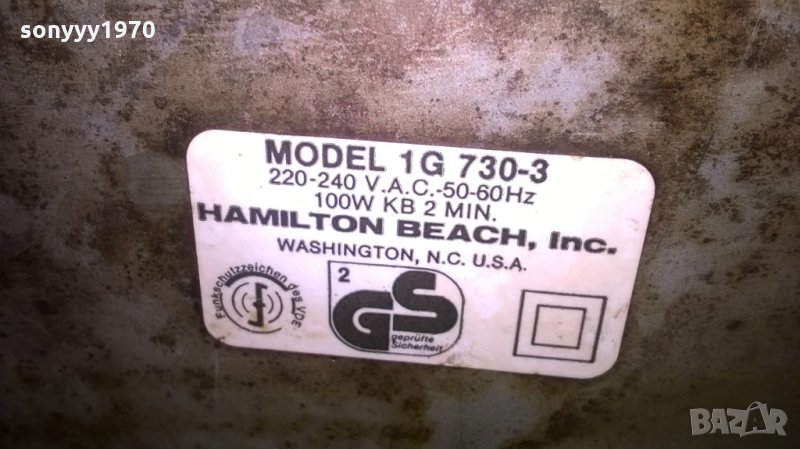 sonyyy1970
MODEL 1G 730-3
220-240 V.A.C.-50-60Hz
100W KB 2 MIN.
HAMILTON BEACH, Inc.
WASHINGTON, N.C. U.S.A.
Funkschutzzeichen des VDE
2
GS
geprüfte
Sicherheit
BAZAR